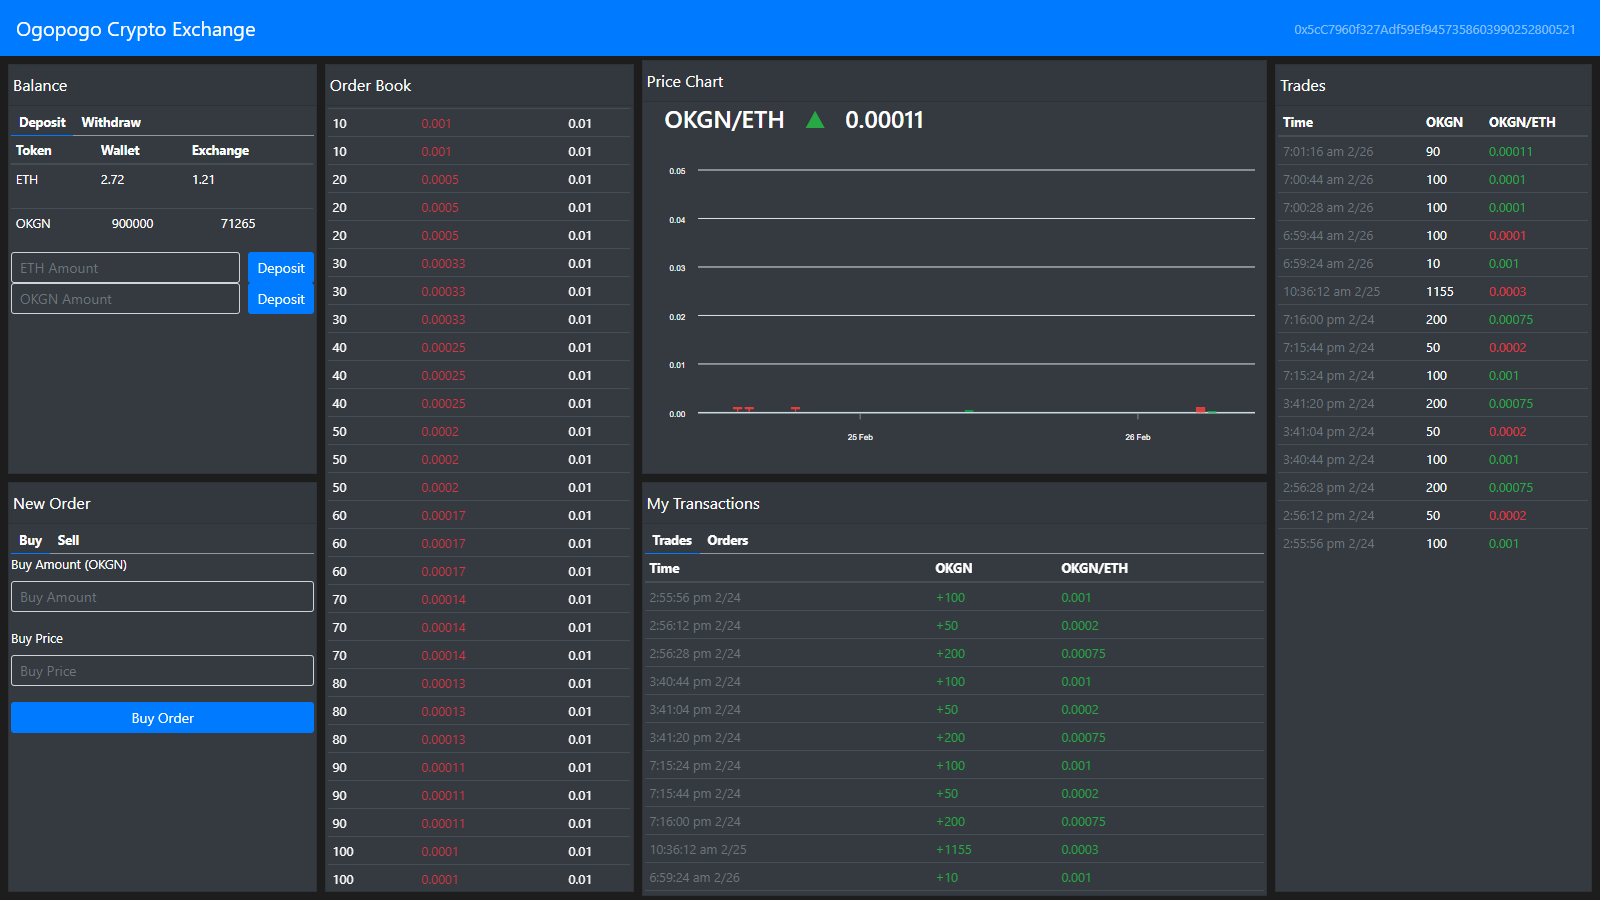 Ogopogo Crypto Exchange
0x5cC7960f327Adf59Ef9457358603990252800521
Balance
Deposit Withdraw
Token Wallet Exchange
ETH 2.72 1.21
OKGN 900000 71265
ETH Amount Deposit
OKGN Amount Deposit
New Order
Buy Sell
Buy Amount (OKGN)
Buy Amount
Buy Price
Buy Price
Buy Order
Order Book
10 0.001 0.01
10 0.001 0.01
20 0.0005 0.01
20 0.0005 0.01
20 0.0005 0.01
30 0.00033 0.01
30 0.00033 0.01
30 0.00033 0.01
40 0.00025 0.01
40 0.00025 0.01
40 0.00025 0.01
50 0.0002 0.01
50 0.0002 0.01
50 0.0002 0.01
60 0.00017 0.01
60 0.00017 0.01
60 0.00017 0.01
70 0.00014 0.01
70 0.00014 0.01
70 0.00014 0.01
80 0.00013 0.01
80 0.00013 0.01
80 0.00013 0.01
90 0.00011 0.01
90 0.00011 0.01
90 0.00011 0.01
100 0.0001 0.01
100 0.0001 0.01
Price Chart
OKGN/ETH ▲ 0.00011
0.05
0.04
0.03
0.02
0.01
0.00
25 Feb 26 Feb
My Transactions
Trades Orders
Time OKGN OKGN/ETH
2:55:56 pm 2/24 +100 0.001
2:56:12 pm 2/24 +50 0.0002
2:56:28 pm 2/24 +200 0.00075
3:40:44 pm 2/24 +100 0.001
3:41:04 pm 2/24 +50 0.0002
3:41:20 pm 2/24 +200 0.00075
7:15:24 pm 2/24 +100 0.001
7:15:44 pm 2/24 +50 0.0002
7:16:00 pm 2/24 +200 0.00075
10:36:12 am 2/25 +1155 0.0003
6:59:24 am 2/26 +10 0.001
Trades
Time OKGN OKGN/ETH
7:01:16 am 2/26 90 0.00011
7:00:44 am 2/26 100 0.0001
7:00:28 am 2/26 100 0.0001
6:59:44 am 2/26 100 0.0001
6:59:24 am 2/26 10 0.001
10:36:12 am 2/25 1155 0.0003
7:16:00 pm 2/24 200 0.00075
7:15:44 pm 2/24 50 0.0002
7:15:24 pm 2/24 100 0.001
3:41:20 pm 2/24 200 0.00075
3:41:04 pm 2/24 50 0.0002
3:40:44 pm 2/24 100 0.001
2:56:28 pm 2/24 200 0.00075
2:56:12 pm 2/24 50 0.0002
2:55:56 pm 2/24 100 0.001